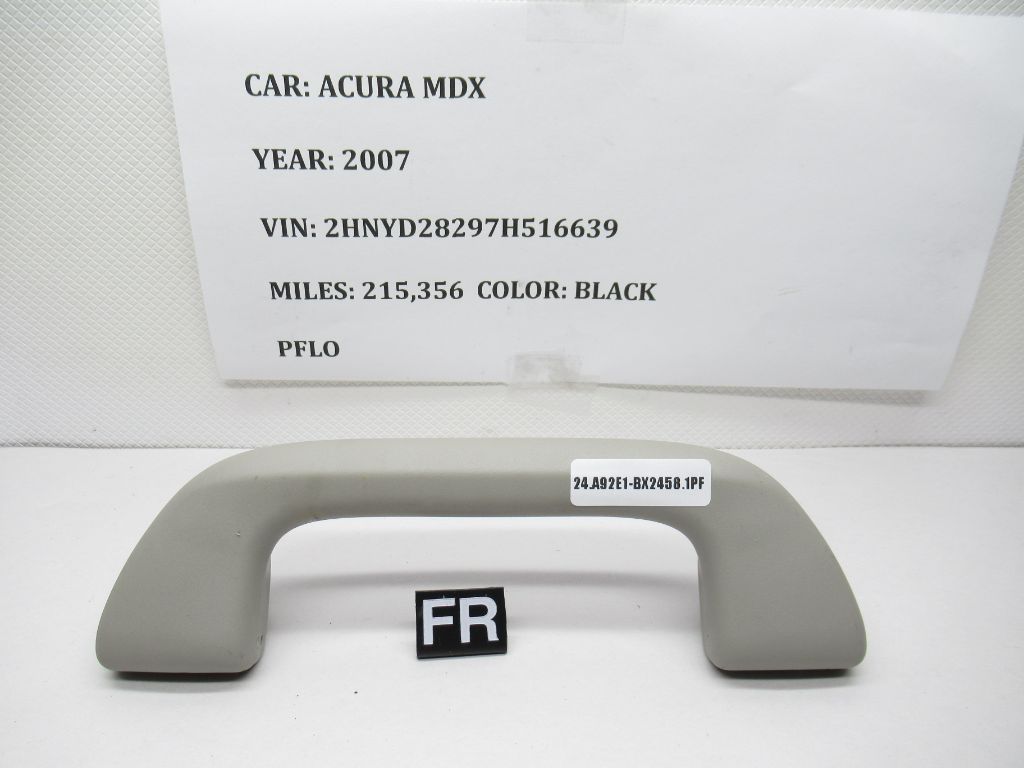 CAR: ACURA MDX
YEAR: 2007
VIN: 2HNYD28297H516639
MILES: 215,356 COLOR: BLACK
PFLO
24.A92E1-BX2458.1PF
FR